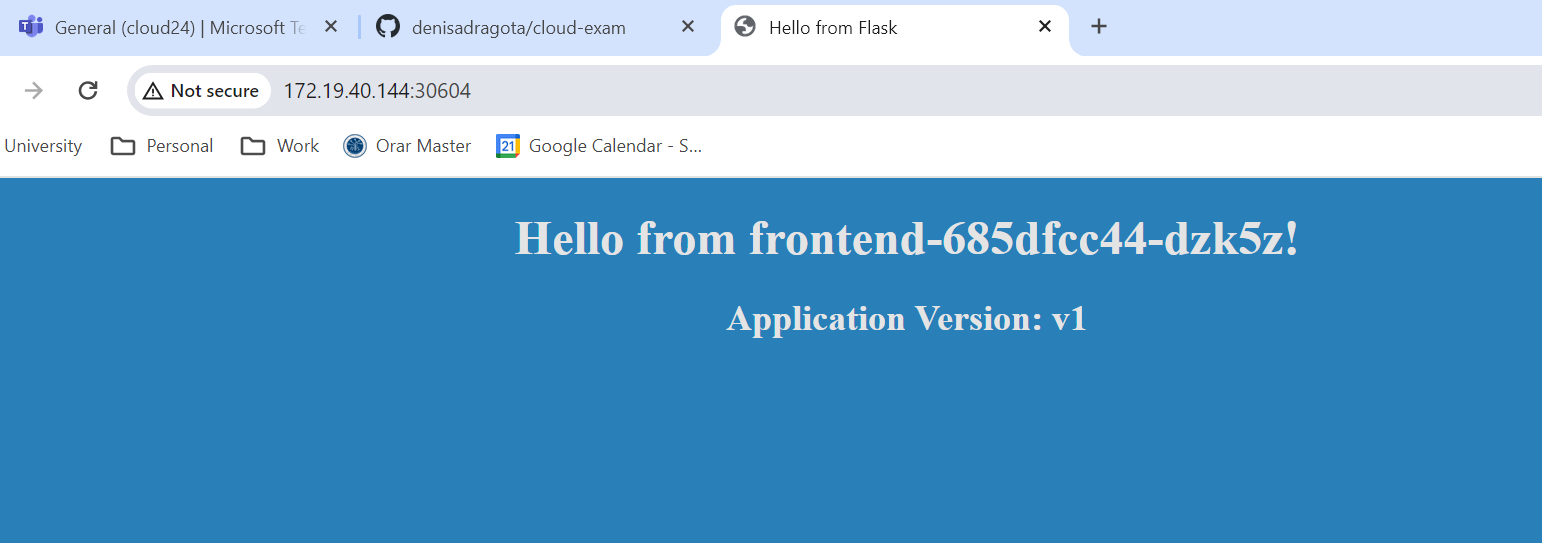 General (cloud24) | Microsoft Te
denisadragota/cloud-exam
Hello from Flask
Not secure
172.19.40.144:30604
University
Personal
Work
Orar Master
21
Google Calendar - S...
Hello from frontend-685dfcc44-dzk5z!
Application Version: v1